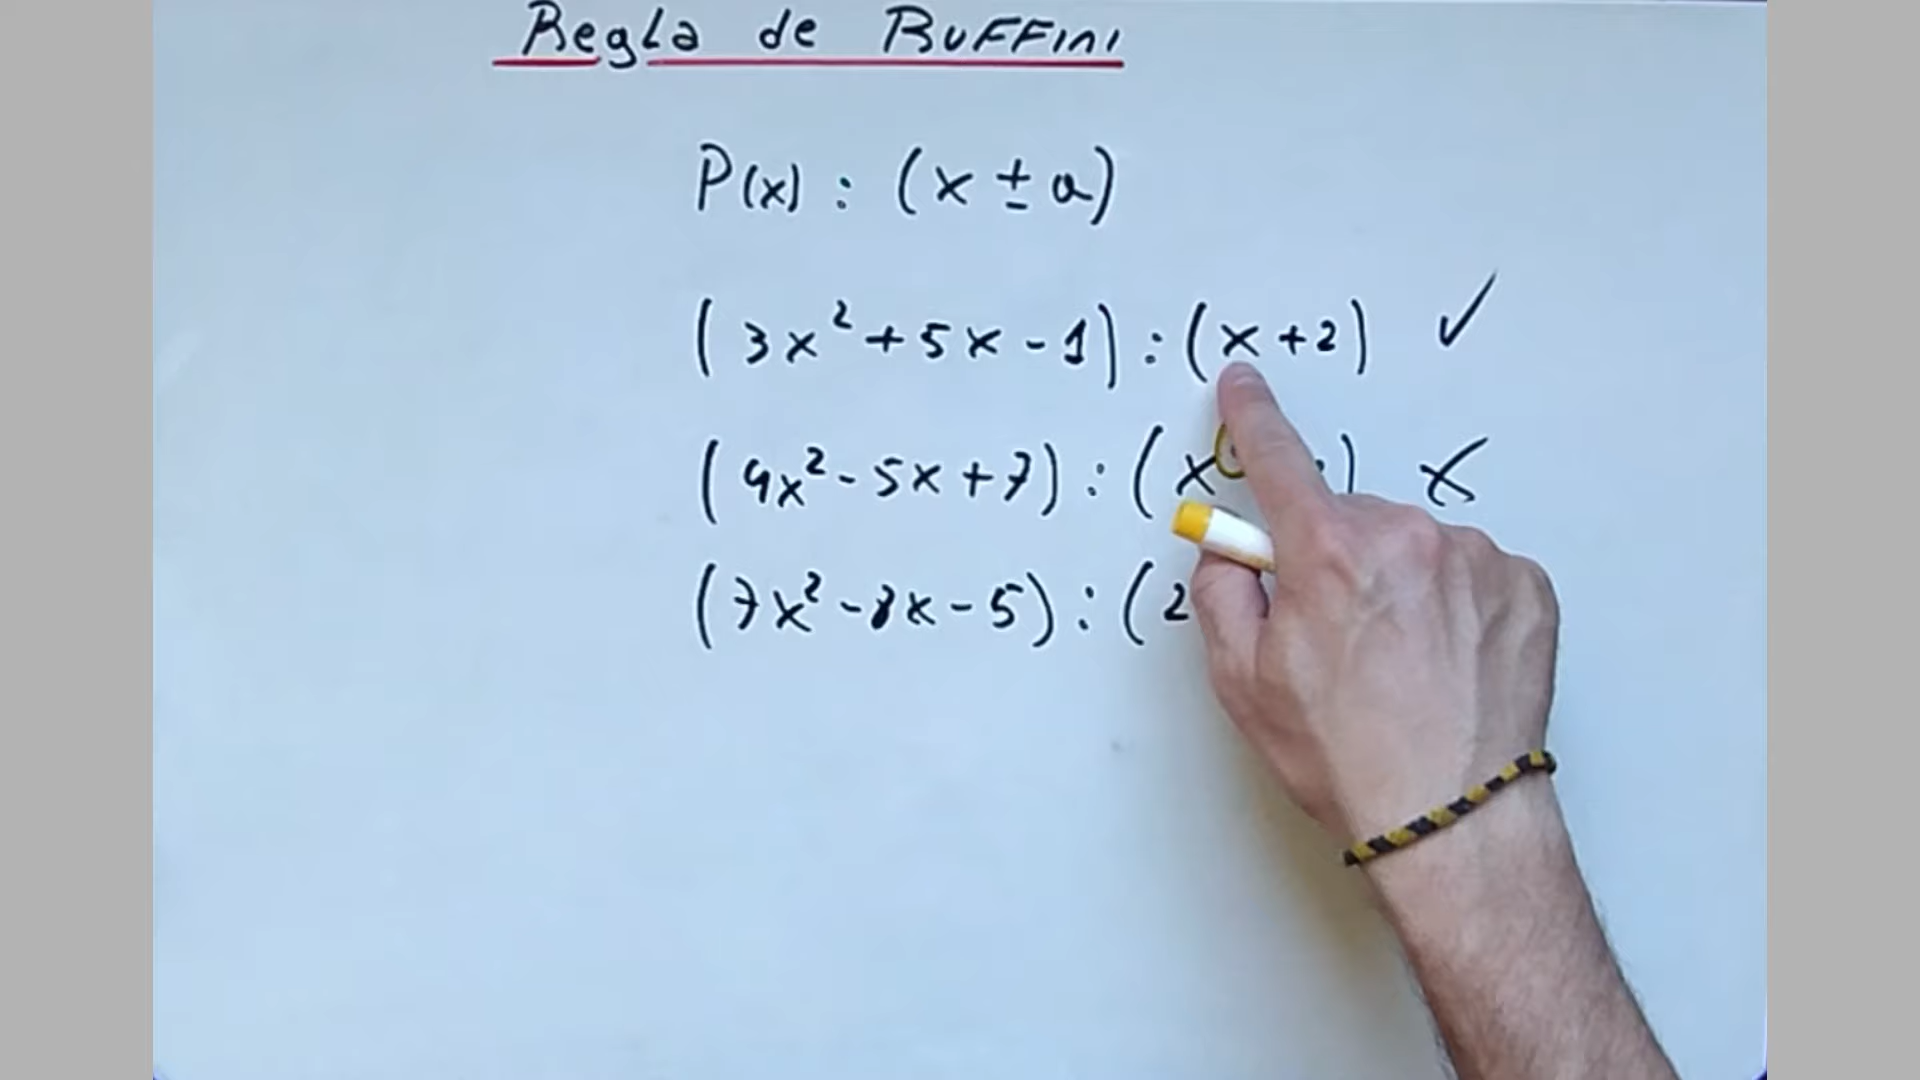 Regla de RUFFINI
P(x) : (x ± a)
(3x² + 5x - 1) : (x + 2) ✓
(4x² - 5x + 7) : (x ) ✗
(7x² - 8x - 5) : (2